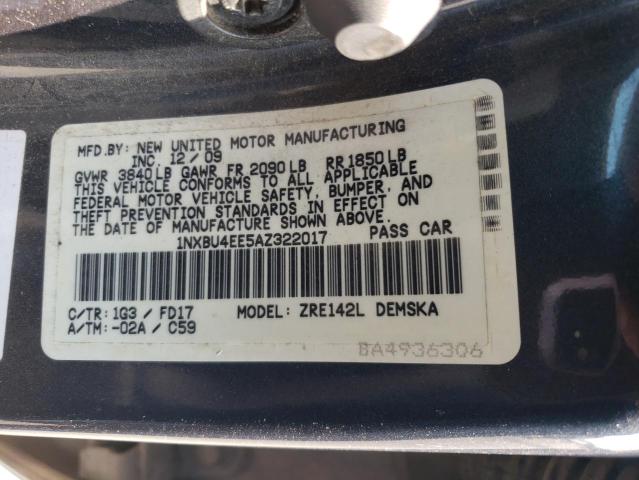 MFD.BY: NEW UNITED MOTOR MANUFACTURING
INC. 12/09
GVWR 3840LB GAWR FR 2090LB RR1850LB
THIS VEHICLE CONFORMS TO ALL APPLICABLE
FEDERAL MOTOR VEHICLE SAFETY, BUMPER, AND
THEFT PREVENTION STANDARDS IN EFFECT ON
THE DATE OF MANUFACTURE SHOWN ABOVE.
1NXBU4EE5AZ322017 PASS CAR
C/TR: 1G3 / FD17 MODEL: ZRE142L DEMSKA
A/TM: -02A / C59
BA4936306